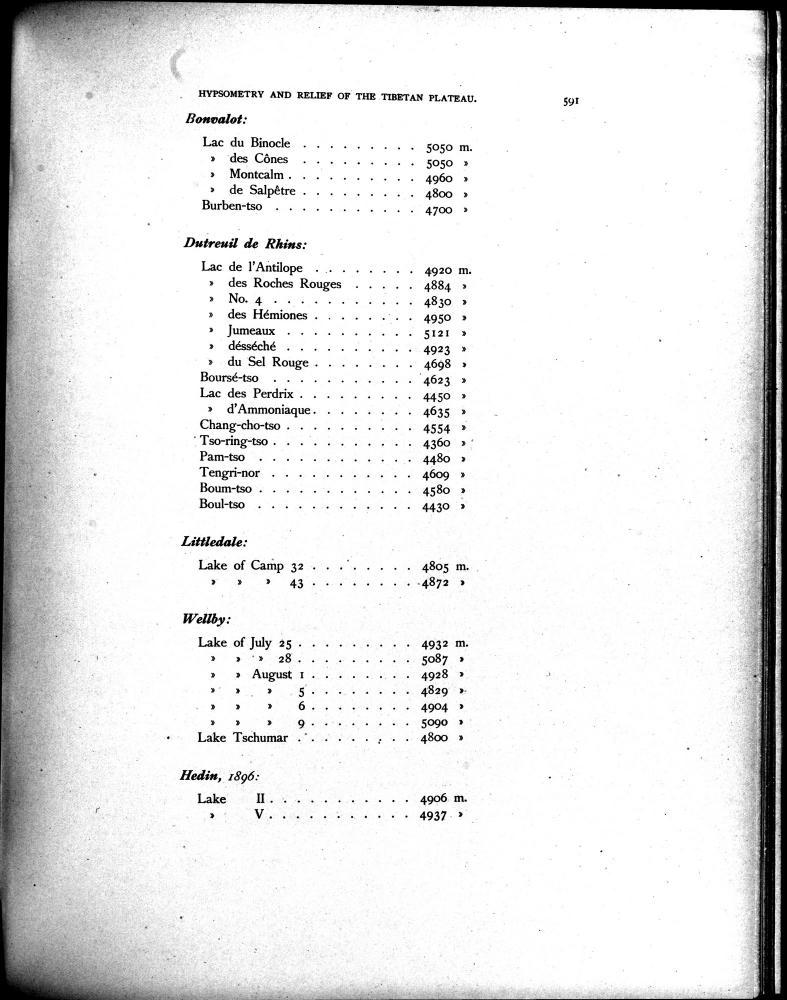 HYPSOMETRY AND RELIEF OF THE TIBETAN PLATEAU. 591
Bonvalot:
Lac du Binocle . . . . . . . . . 5050 m.
» des Cônes . . . . . . . . . 5050 »
» Montcalm . . . . . . . . . . 4960 »
» de Salpêtre . . . . . . . . . 4800 »
Burben-tso . . . . . . . . . . . 4700 »
Dutreuil de Rhins:
Lac de l'Antilope . . . . . . . . 4920 m.
» des Roches Rouges . . . . . 4884 »
» No. 4 . . . . . . . . . . . 4830 »
» des Hémiones . . . . . . . . 4950 »
» Jumeaux . . . . . . . . . . 5121 »
» désséché . . . . . . . . . . 4923 »
» du Sel Rouge . . . . . . . . 4698 »
Boursé-tso . . . . . . . . . . . 4623 »
Lac des Perdrix . . . . . . . . . 4450 »
» d'Ammoniaque . . . . . . . . 4635 »
Chang-cho-tso . . . . . . . . . . 4554 »
Tso-ring-tso . . . . . . . . . . . 4360 »
Pam-tso . . . . . . . . . . . . 4480 »
Tengri-nor . . . . . . . . . . . 4609 »
Boum-tso . . . . . . . . . . . . 4580 »
Boul-tso . . . . . . . . . . . . 4430 »
Littledale:
Lake of Camp 32 . . . . . . . . 4805 m.
» » » 43 . . . . . . . . 4872 »
Wellby:
Lake of July 25 . . . . . . . . . 4932 m.
» » » 28 . . . . . . . . . 5087 »
» » August 1 . . . . . . . . 4928 »
» » » 5 . . . . . . . . 4829 »
» » » 6 . . . . . . . . 4904 »
» » » 9 . . . . . . . . 5090 »
Lake Tschumar . . . . . . . . . 4800 »
Hedin, 1896:
Lake II . . . . . . . . . . . 4906 m.
» V . . . . . . . . . . . 4937 »